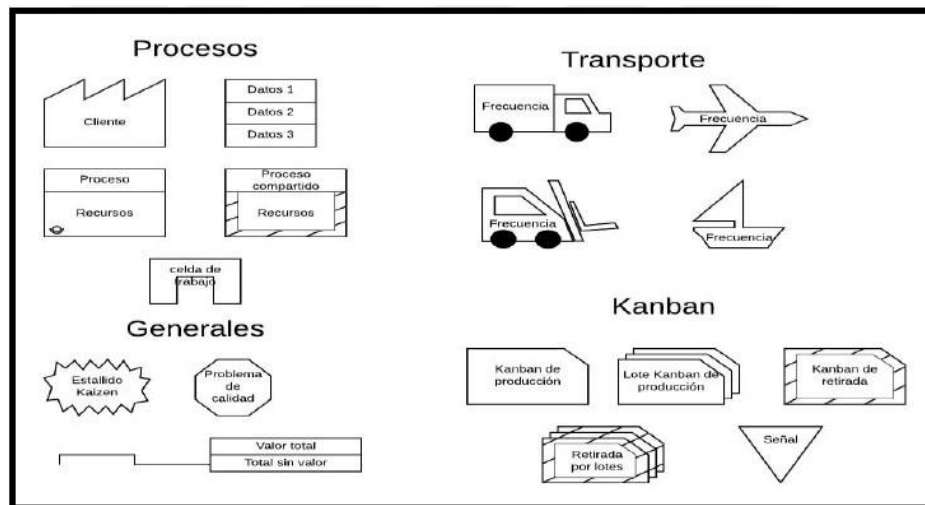 Procesos
Cliente
Datos 1
Datos 2
Datos 3
Proceso
Recursos
Proceso
compartido
Recursos
celda de
trabajo
Transporte
Frecuencia
Frecuencia
Frecuencia
Frecuencia
Generales
Estallido
Kaizen
Problema
de
calidad
Valor total
Total sin valor
Kanban
Kanban de
producción
Lote Kanban de
producción
Kanban de
retirada
Retirada
por lotes
Señal